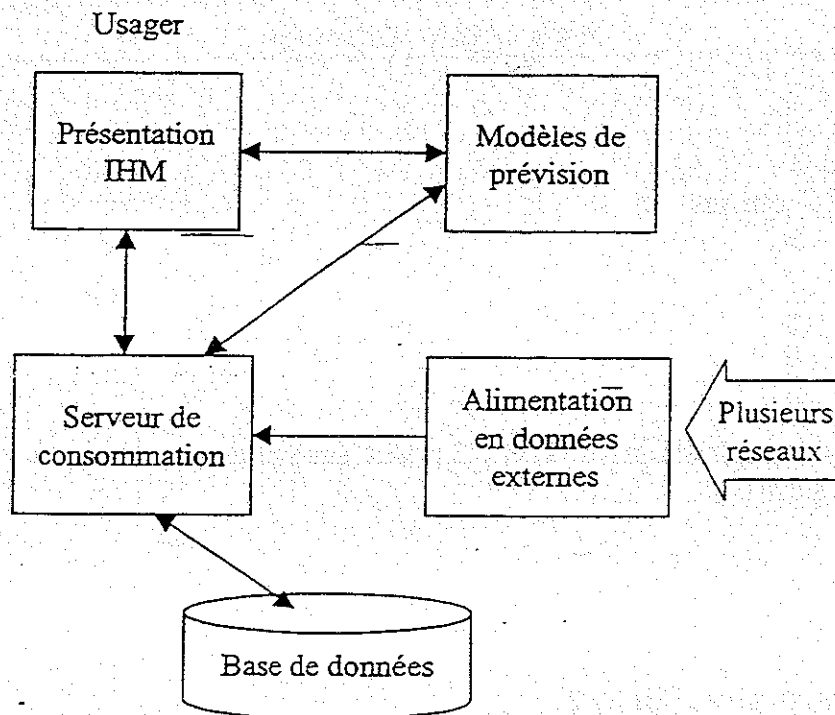 Usager
Présentation
IHM
Modèles de
prévision
Serveur de
consommation
Alimentation
en données
externes
Plusieurs
réseaux
Base de données